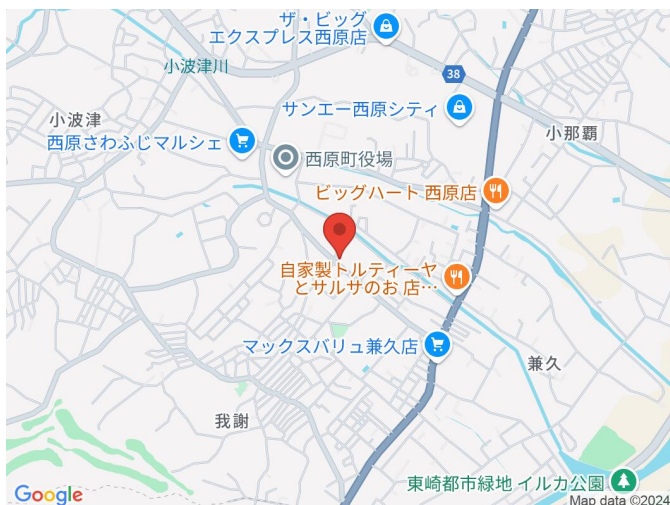 ザ・ビッグ
エクスプレス西原店
小波津川
38
サンエー西原シティ
小波津
小那覇
西原さわふじマルシェ
西原町役場
ビッグハート 西原店
自家製トルティーヤ
とサルサのお 店…
マックスバリュ兼久店
兼久
我謝
東崎都市緑地 イルカ公園
Google
Map data ©2024